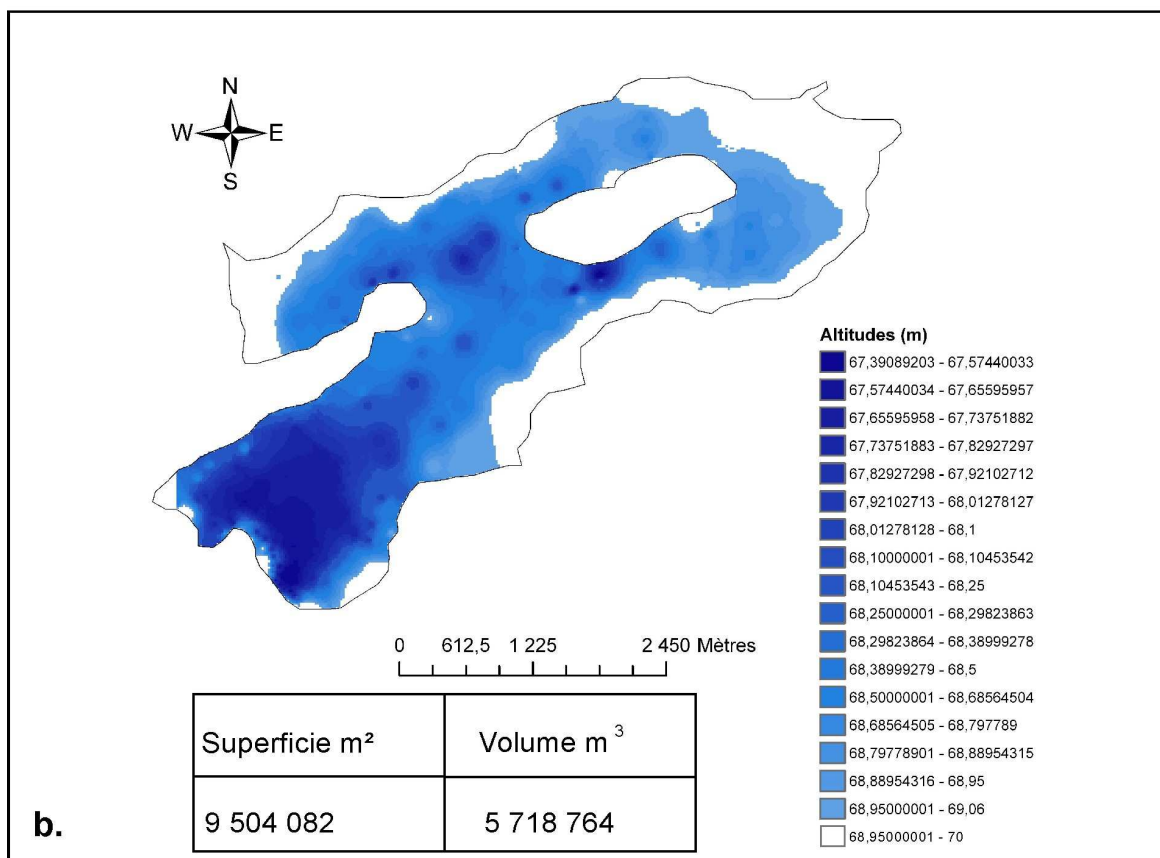 N
W E
S
Altitudes (m)
67,39089203 - 67,57440033
67,57440034 - 67,65595957
67,65595958 - 67,73751882
67,73751883 - 67,82927297
67,82927298 - 67,92102712
67,92102713 - 68,01278127
68,01278128 - 68,1
68,10000001 - 68,10453542
68,10453543 - 68,25
68,25000001 - 68,29823863
68,29823864 - 68,38999278
68,38999279 - 68,5
68,50000001 - 68,68564504
68,68564505 - 68,797789
68,79778901 - 68,88954315
68,88954316 - 68,95
68,95000001 - 69,06
68,95000001 - 70
0 612,5 1 225 2 450 Mètres
Superficie m² Volume m³
9 504 082 5 718 764
b.